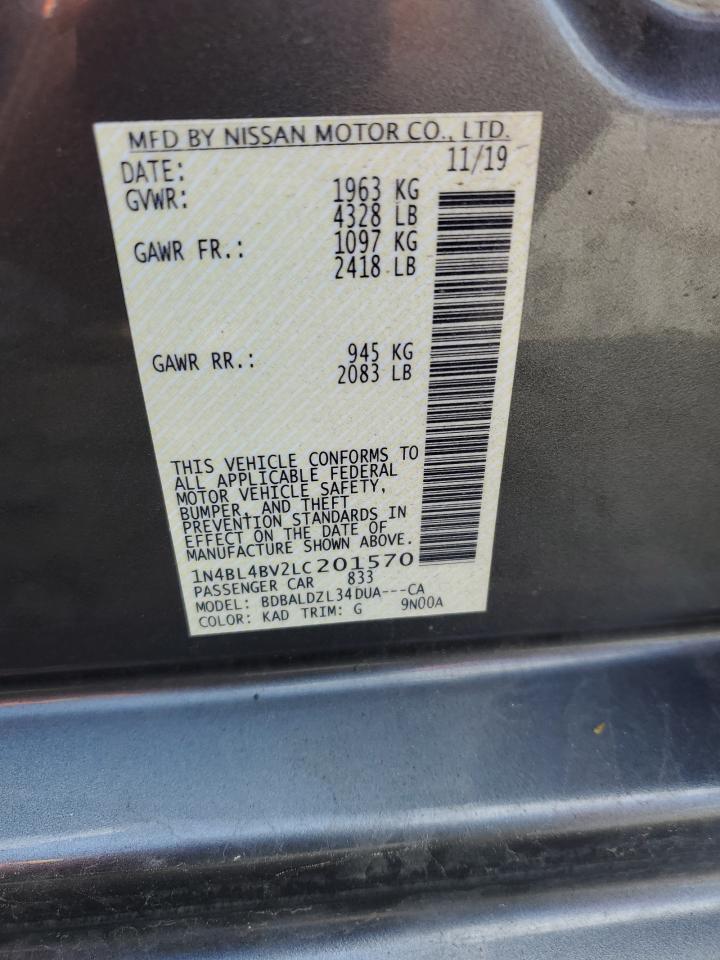 MFD BY NISSAN MOTOR CO., LTD.
DATE: 11/19
GVWR: 1963 KG
4328 LB
GAWR FR.: 1097 KG
2418 LB
GAWR RR.: 945 KG
2083 LB
THIS VEHICLE CONFORMS TO
ALL APPLICABLE FEDERAL
MOTOR VEHICLE SAFETY,
BUMPER, AND THEFT
PREVENTION STANDARDS IN
EFFECT ON THE DATE OF
MANUFACTURE SHOWN ABOVE.
1N4BL4BV2LC201570
PASSENGER CAR 833
MODEL: BDBALDZL34DUA---CA
COLOR: KAD TRIM: G 9N00A